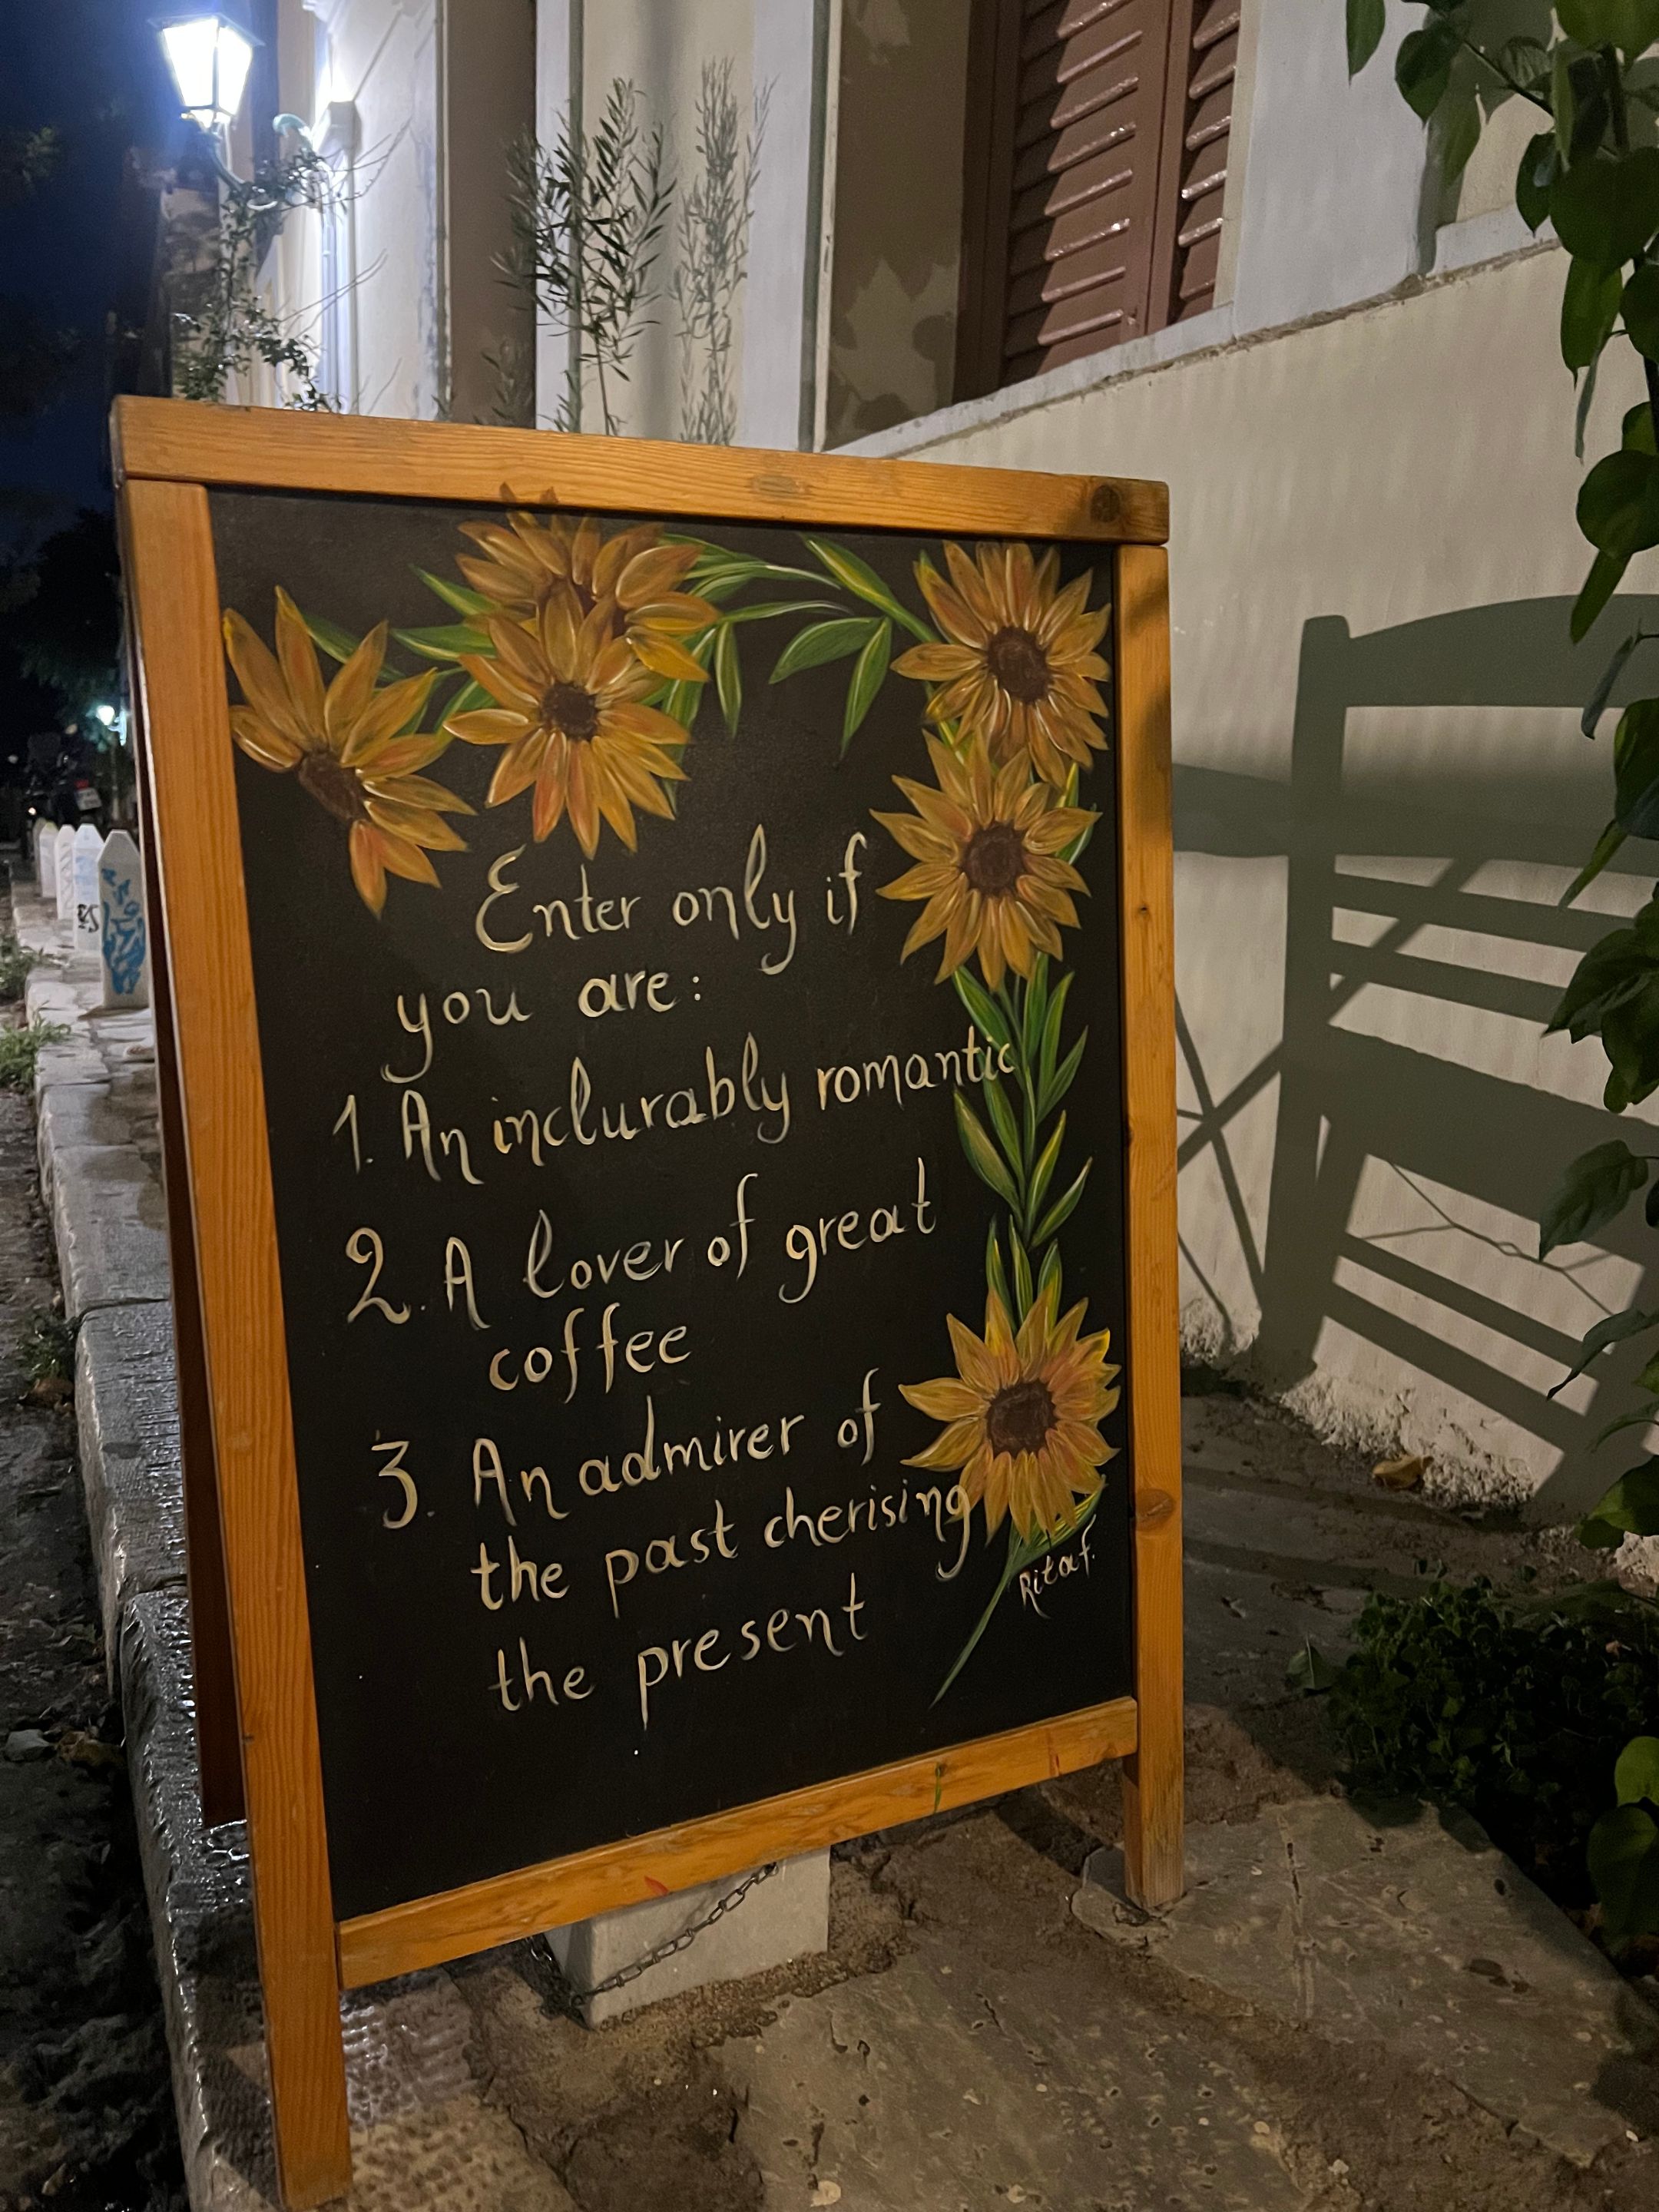 Enter only if
you are:
1. An inclurably romantic
2. A lover of great
coffee
3. An admirer of
the past cherising
the present
Rita f.